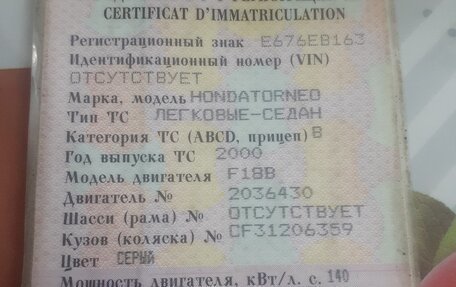 CERTIFICAT D'IMMATRICULATION
Регистрационный знак Е676ЕВ163
Идентификационный номер (VIN)
ОТСУТСТВУЕТ
Марка, модель HONDATORNEO
Тип ТС ЛЕГКОВЫЕ-СЕДАН
Категория ТС (ABCD, прицеп) B
Год выпуска ТС 2000
Модель двигателя F18B
Двигатель № 2036430
Шасси (рама) № ОТСУТСТВУЕТ
Кузов (коляска) № CF31206359
Цвет СЕРЫЙ
Мощность двигателя, кВт/л. с. 140